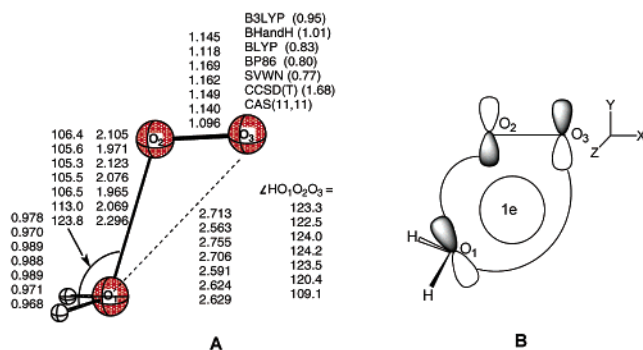 B3LYP (0.95)
BHandH (1.01)
BLYP (0.83)
BP86 (0.80)
SVWN (0.77)
CCSD(T) (1.68)
CAS(11,11)
1.145
1.118
1.169
1.162
1.149
1.140
1.096
O2
O3
106.4 2.105
105.6 1.971
105.3 2.123
105.5 2.076
106.5 1.965
113.0 2.069
123.8 2.296
0.978
0.970
0.989
0.988
0.989
0.971
0.968
2.713
2.563
2.755
2.706
2.591
2.624
2.629
∠HO1O2O3 =
123.3
122.5
124.0
124.2
123.5
120.4
109.1
A
O2
O3
Y
X
Z
1e
H
O1
H
B